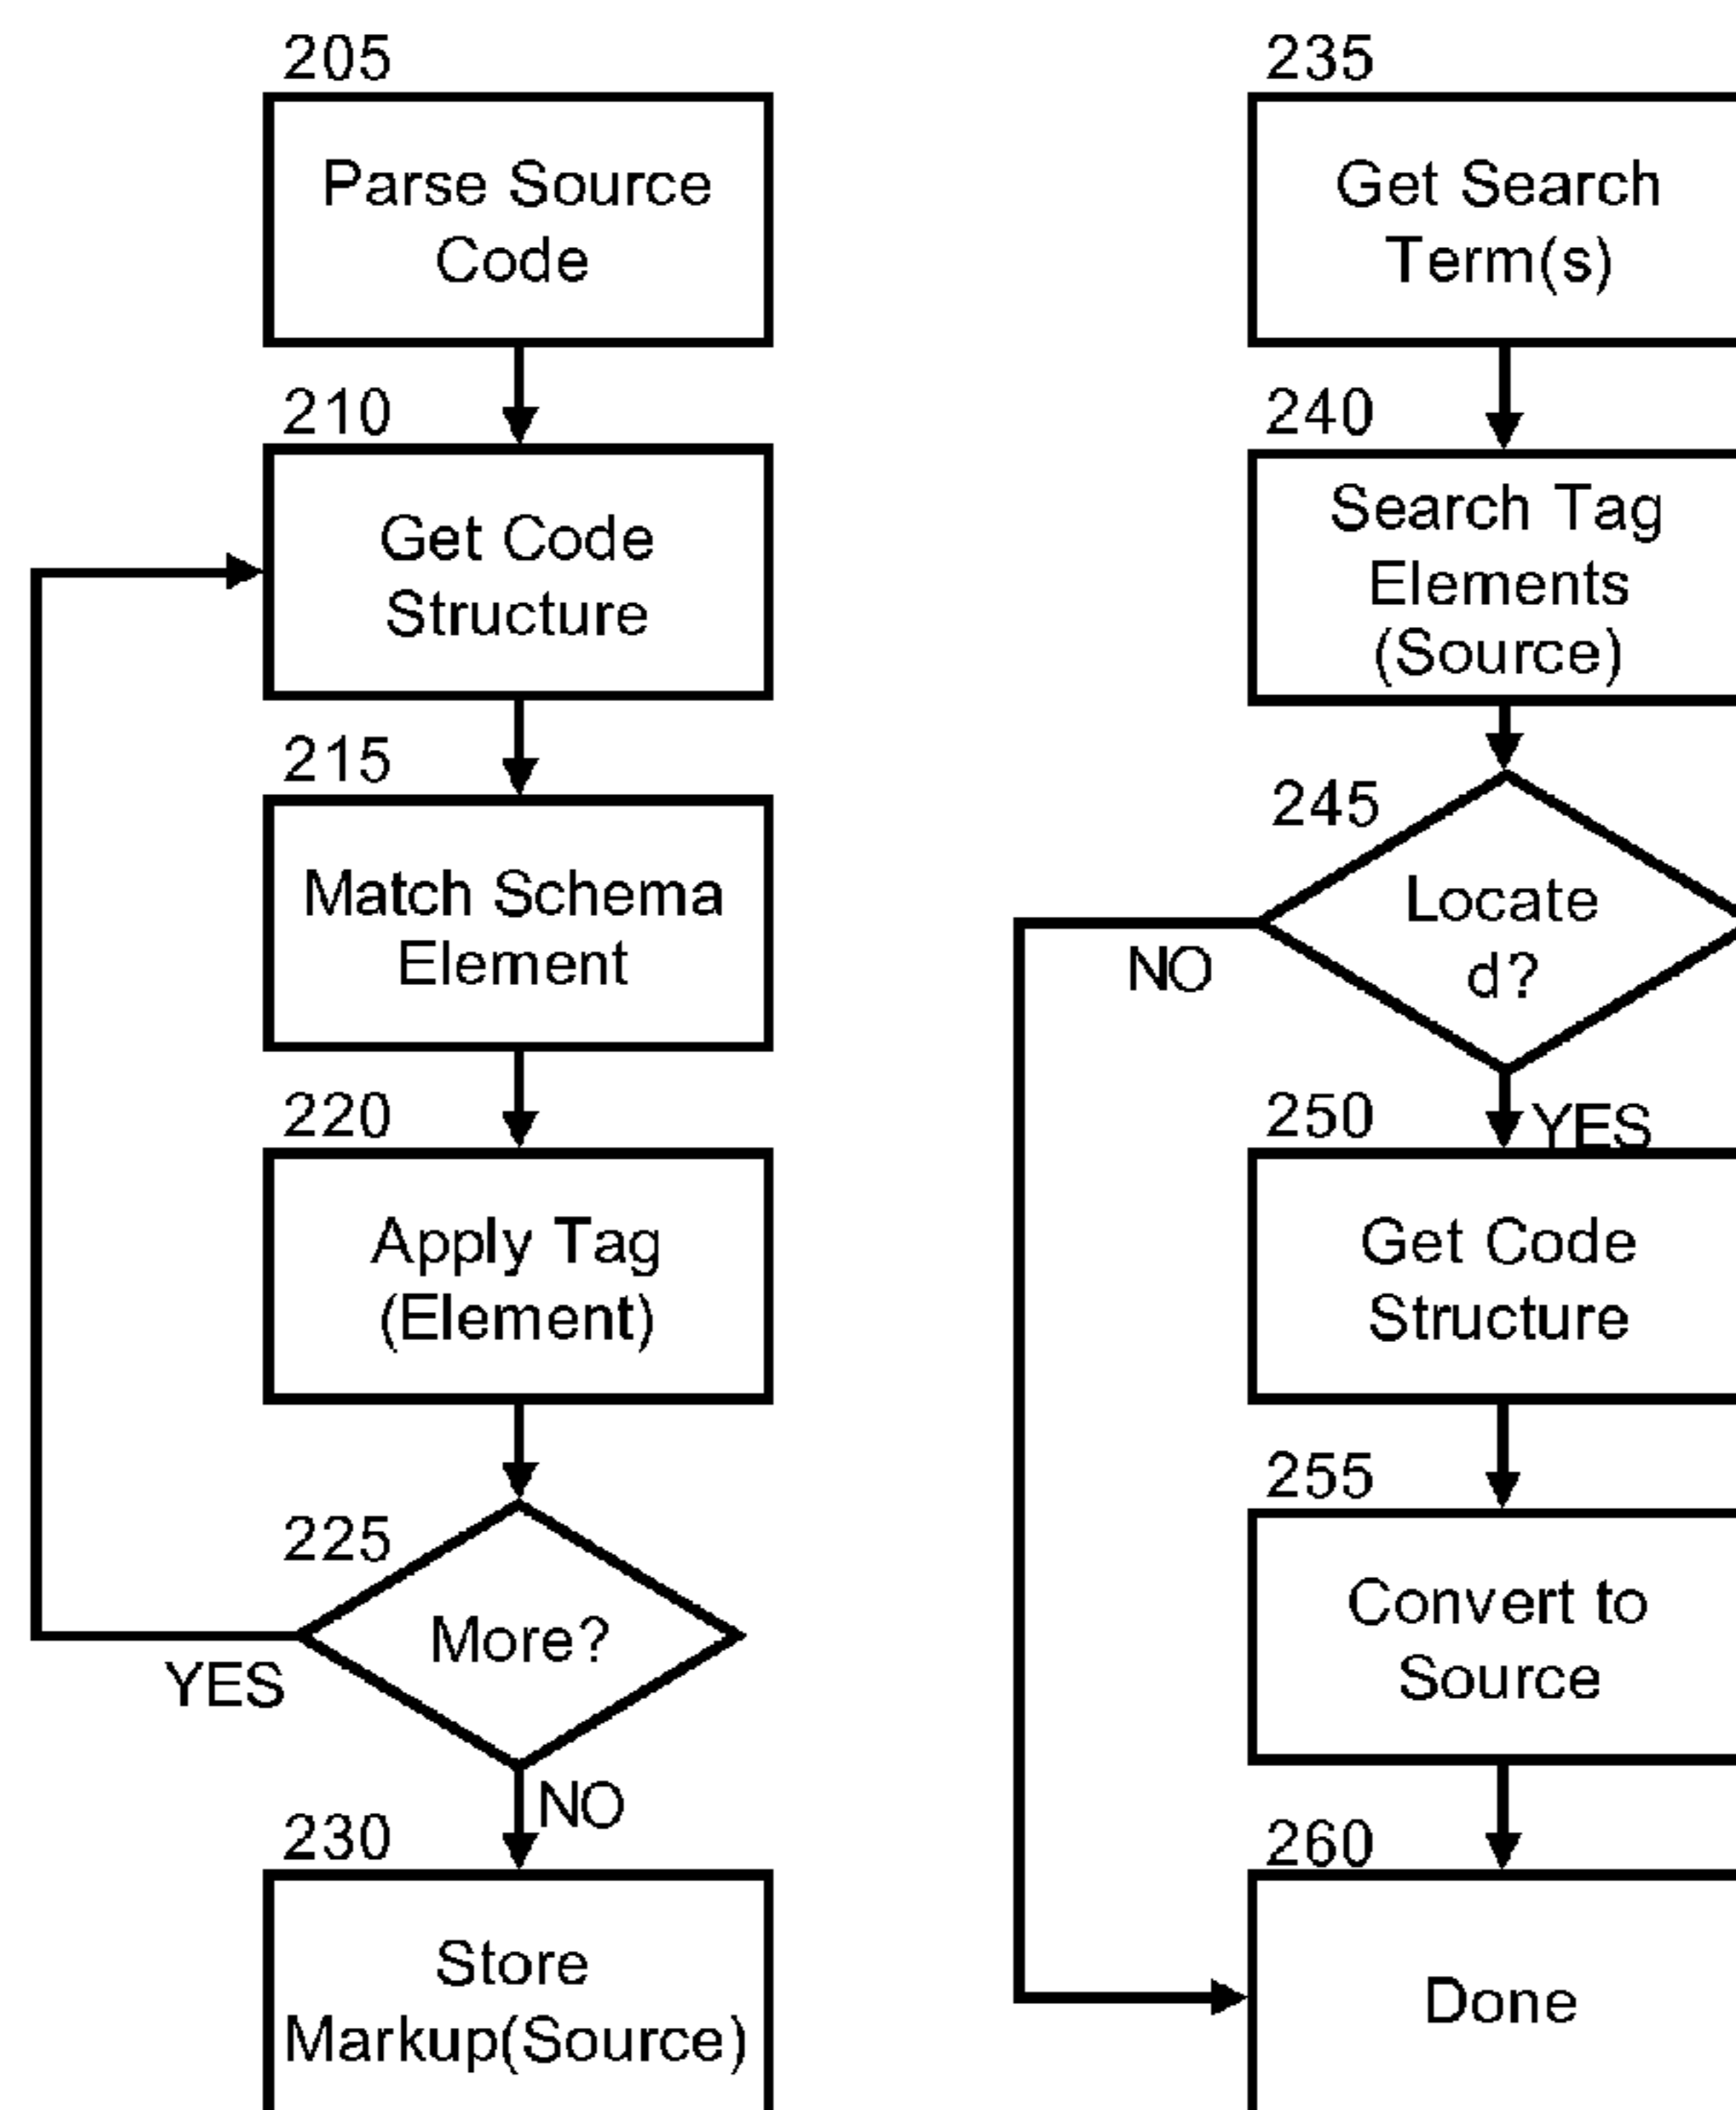 205
Parse Source
Code
210
Get Code
Structure
215
Match Schema
Element
220
Apply Tag
(Element)
225
More?
YES
NO
230
Store
Markup(Source)
235
Get Search
Term(s)
240
Search Tag
Elements
(Source)
245
Locate
d?
NO
YES
250
Get Code
Structure
255
Convert to
Source
260
Done